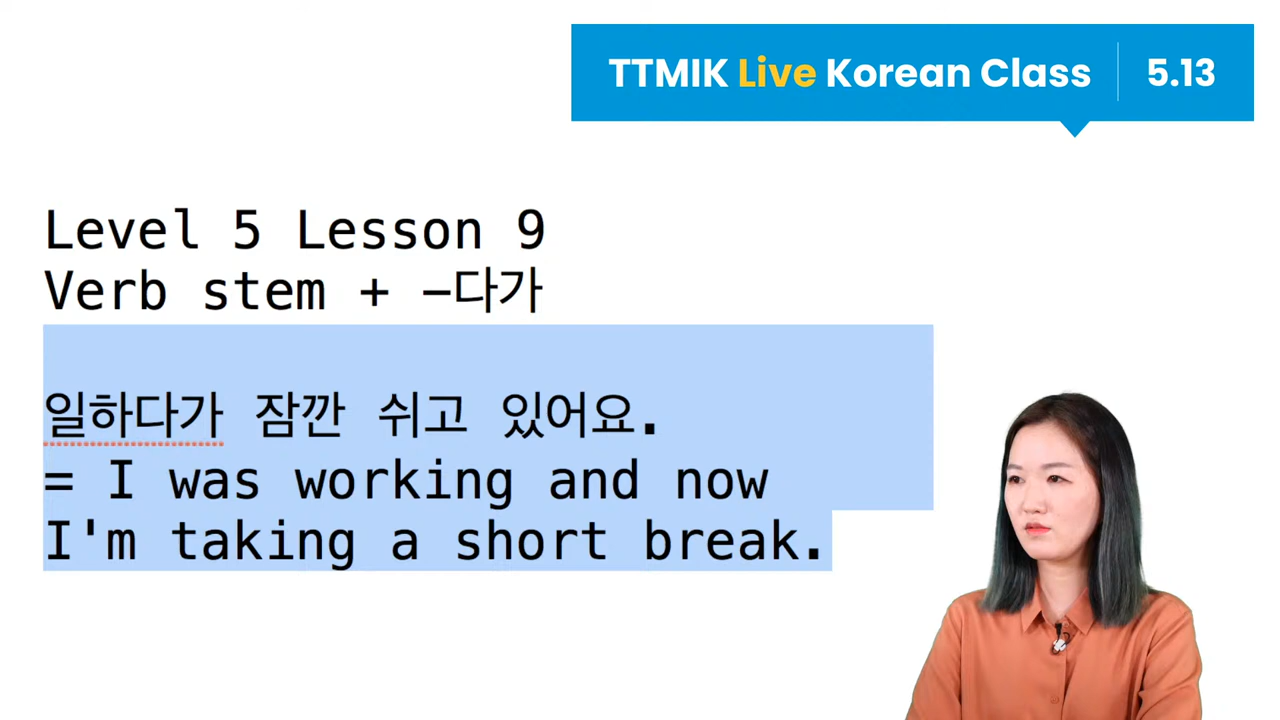 TTMIK Live Korean Class 5.13
Level 5 Lesson 9
Verb stem + -다가
일하다가 잠깐 쉬고 있어요.
= I was working and now
I'm taking a short break.